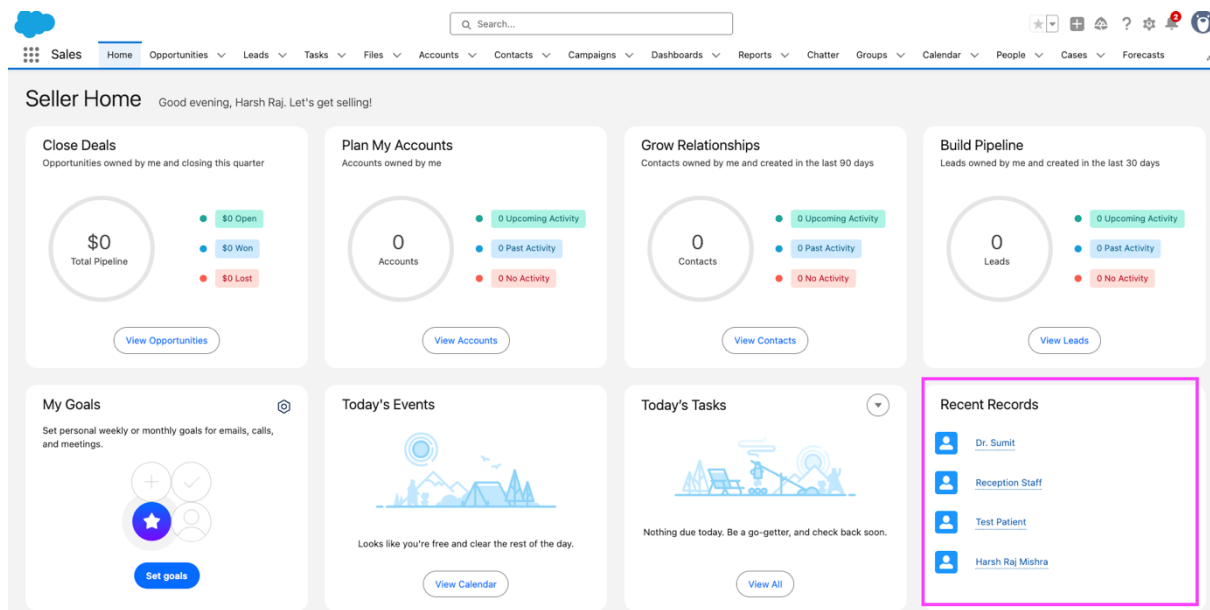 Search...
2
Sales
Home
Opportunities
Leads
Tasks
Files
Accounts
Contacts
Campaigns
Dashboards
Reports
Chatter
Groups
Calendar
People
Cases
Forecasts
Seller Home
Good evening, Harsh Raj. Let's get selling!
Close Deals
Opportunities owned by me and closing this quarter
$0
Total Pipeline
$0 Open
$0 Won
$0 Lost
View Opportunities
Plan My Accounts
Accounts owned by me
0
Accounts
0 Upcoming Activity
0 Past Activity
0 No Activity
View Accounts
Grow Relationships
Contacts owned by me and created in the last 90 days
0
Contacts
0 Upcoming Activity
0 Past Activity
0 No Activity
View Contacts
Build Pipeline
Leads owned by me and created in the last 30 days
0
Leads
0 Upcoming Activity
0 Past Activity
0 No Activity
View Leads
My Goals
Set personal weekly or monthly goals for emails, calls,
and meetings.
Set goals
Today's Events
Looks like you're free and clear the rest of the day.
View Calendar
Today's Tasks
Nothing due today. Be a go-getter, and check back soon.
View All
Recent Records
Dr. Sumit
Reception Staff
Test Patient
Harsh Raj Mishra